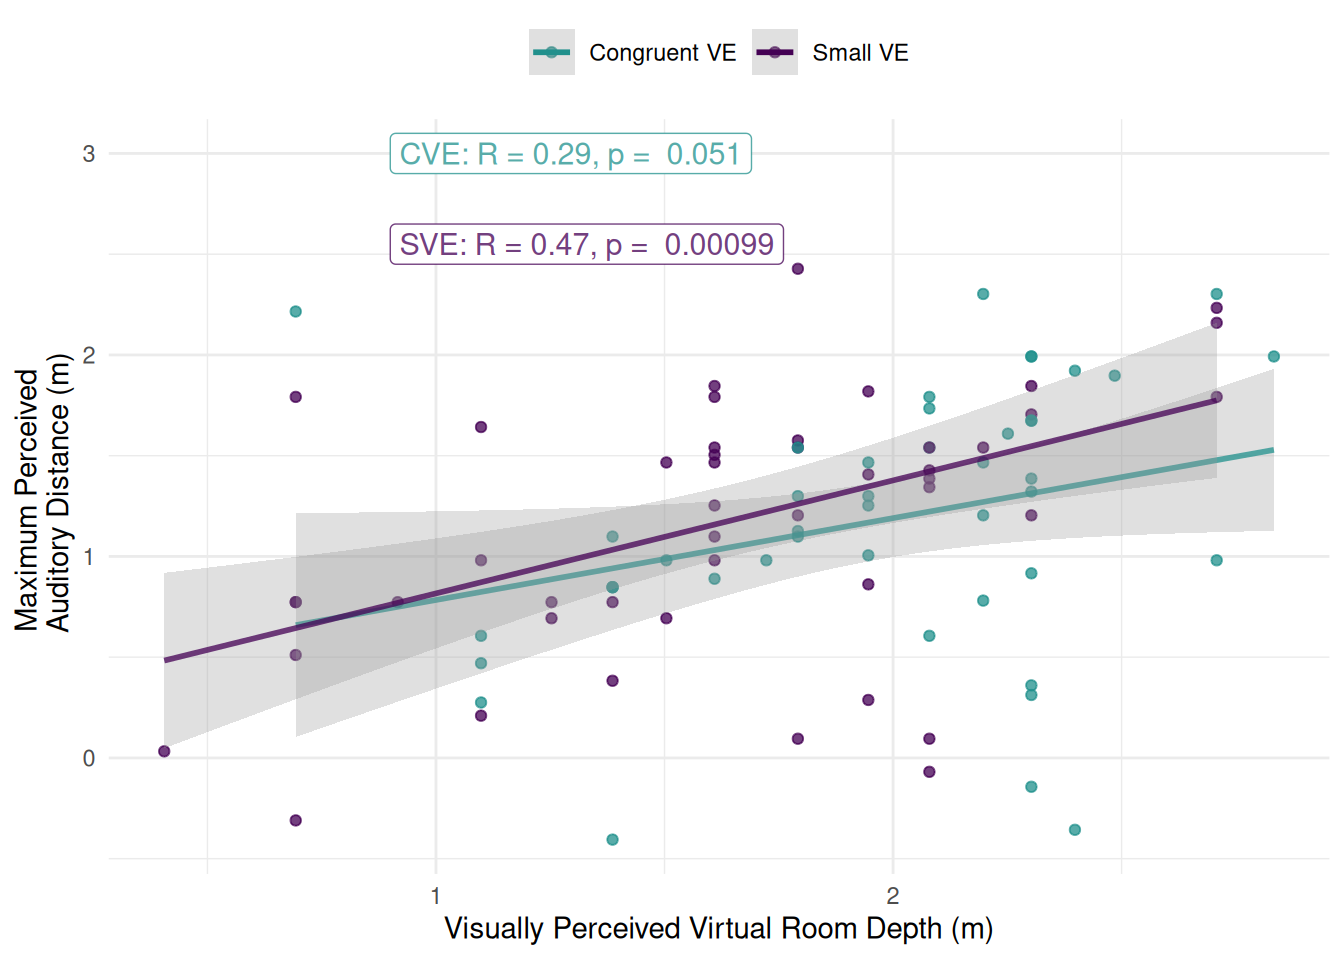 Congruent VE Small VE
CVE: R = 0.29, p =  0.051
SVE: R = 0.47, p =  0.00099
3
2
1
0
Maximum Perceived
Auditory Distance (m)
1 2
Visually Perceived Virtual Room Depth (m)